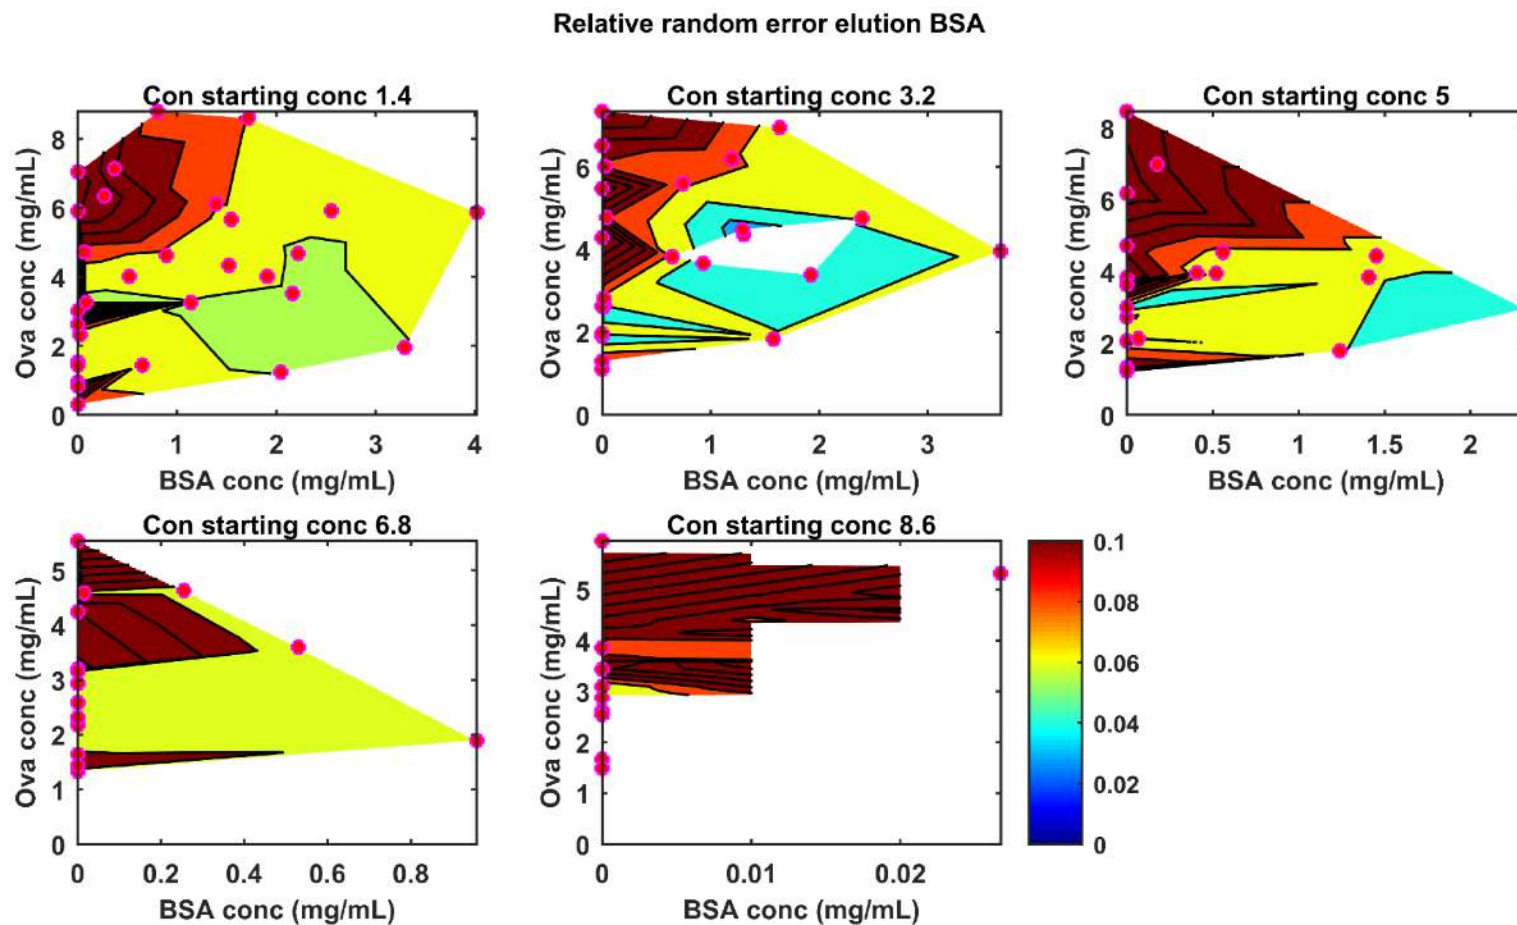 Relative random error elution BSA
Con starting conc 1.4
Ova conc (mg/mL)
8
6
4
2
0
0 1 2 3 4
BSA conc (mg/mL)
Con starting conc 3.2
Ova conc (mg/mL)
6
4
2
0
0 1 2 3
BSA conc (mg/mL)
Con starting conc 5
Ova conc (mg/mL)
8
6
4
2
0
0 0.5 1 1.5 2
BSA conc (mg/mL)
Con starting conc 6.8
Ova conc (mg/mL)
5
4
3
2
1
0
0 0.2 0.4 0.6 0.8
BSA conc (mg/mL)
Con starting conc 8.6
Ova conc (mg/mL)
5
4
3
2
1
0
0 0.01 0.02
BSA conc (mg/mL)
0.1
0.08
0.06
0.04
0.02
0